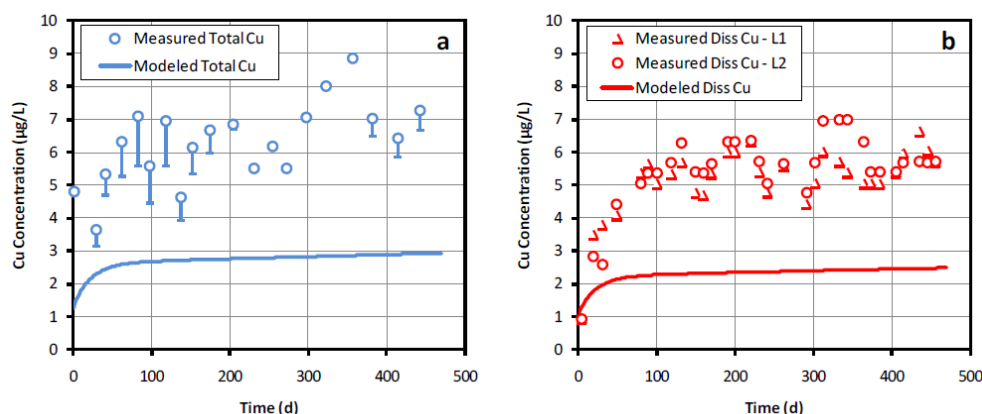 Measured Total Cu
Modeled Total Cu
a
Cu Concentration (µg/L)
10
9
8
7
6
5
4
3
2
1
0
0 100 200 300 400 500
Time (d)
Measured Diss Cu - L1
Measured Diss Cu - L2
Modeled Diss Cu
b
Cu Concentration (µg/L)
10
9
8
7
6
5
4
3
2
1
0
0 100 200 300 400 500
Time (d)